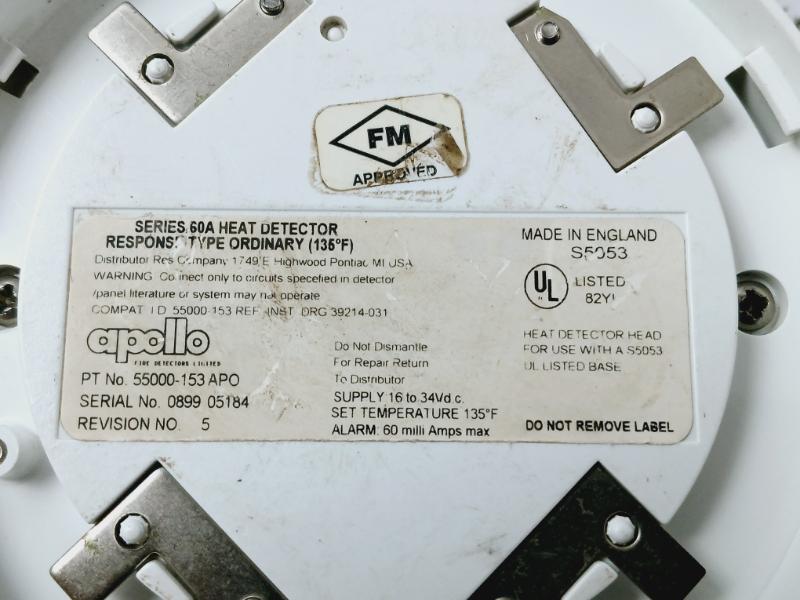 FM
APPROVED
SERIES 60A HEAT DETECTOR
RESPONSE TYPE ORDINARY (135°F)
Distributor Res Company 1749 E Highwood Pontiac MI USA
WARNING Connect only to circuits specefied in detector
/panel literature or system may not operate
COMPAT I D 55000-153 REF INST DRG 39214-031
apollo
FIRE DETECTORS LIMITED
PT No. 55000-153 APO
SERIAL No. 0899 05184
REVISION NO. 5
Do Not Dismantle
For Repair Return
To Distributor
SUPPLY 16 to 34Vd c.
SET TEMPERATURE 135°F
ALARM: 60 milli Amps max
MADE IN ENGLAND
S5053
UL LISTED
82YI
HEAT DETECTOR HEAD
FOR USE WITH A S5053
UL LISTED BASE
DO NOT REMOVE LABEL